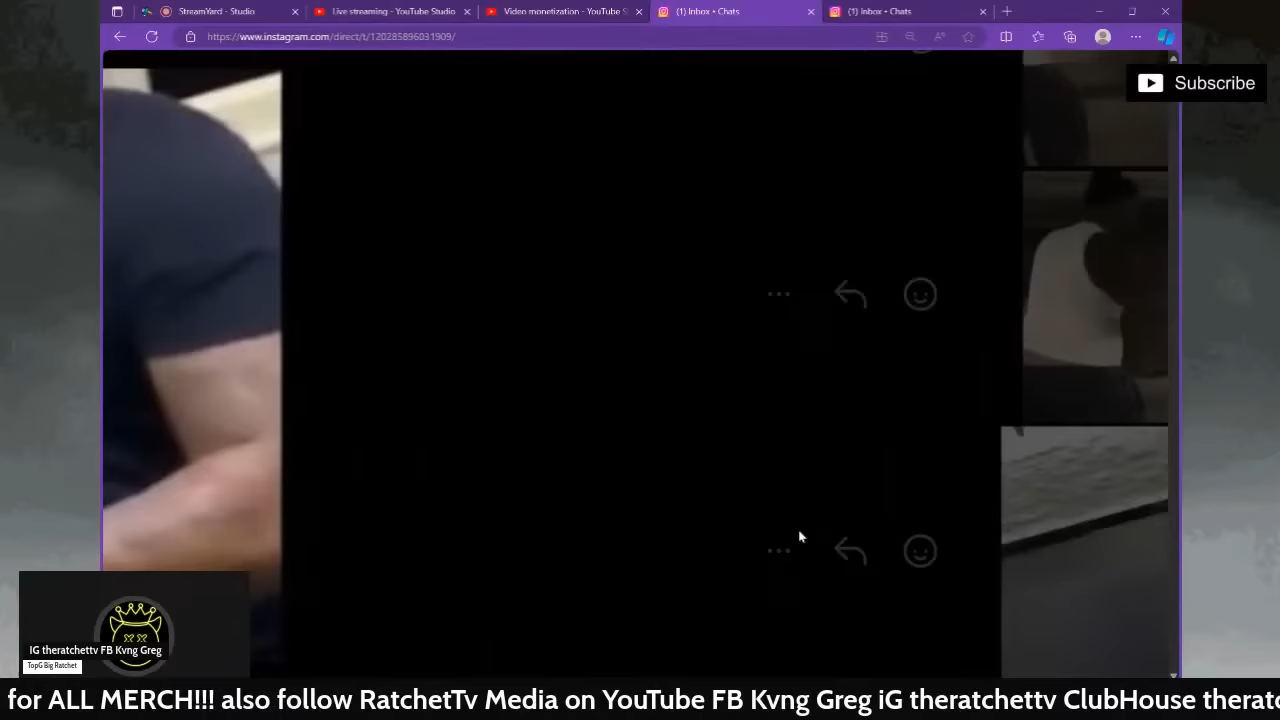 StreamYard - Studio
Live streaming - YouTube Studio
Video monetization - YouTube S
(1) Inbox • Chats
(1) Inbox • Chats
https://www.instagram.com/direct/t/120285896031909/
Subscribe
IG theratchettv FB Kvng Greg
TopG Big Ratchet
for ALL MERCH!!! also follow RatchetTv Media on YouTube FB Kvng Greg iG theratchettv ClubHouse therat